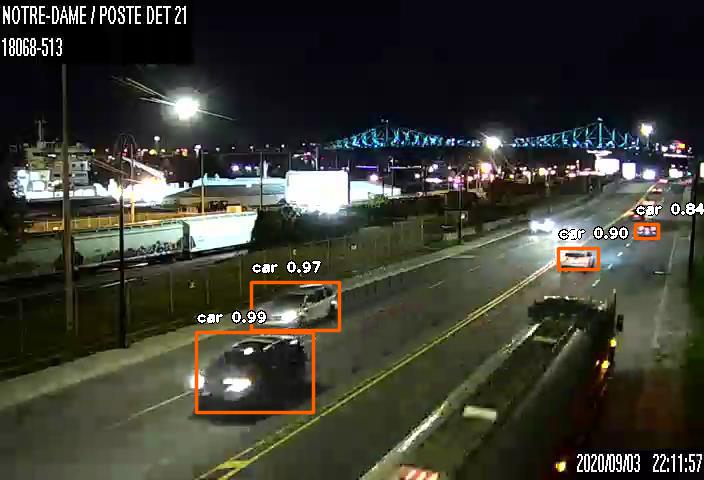 NOTRE-DAME / POSTE DET 21
18068-513
car 0.84
car 0.90
car 0.97
car 0.99
2020/09/03 22:11:57